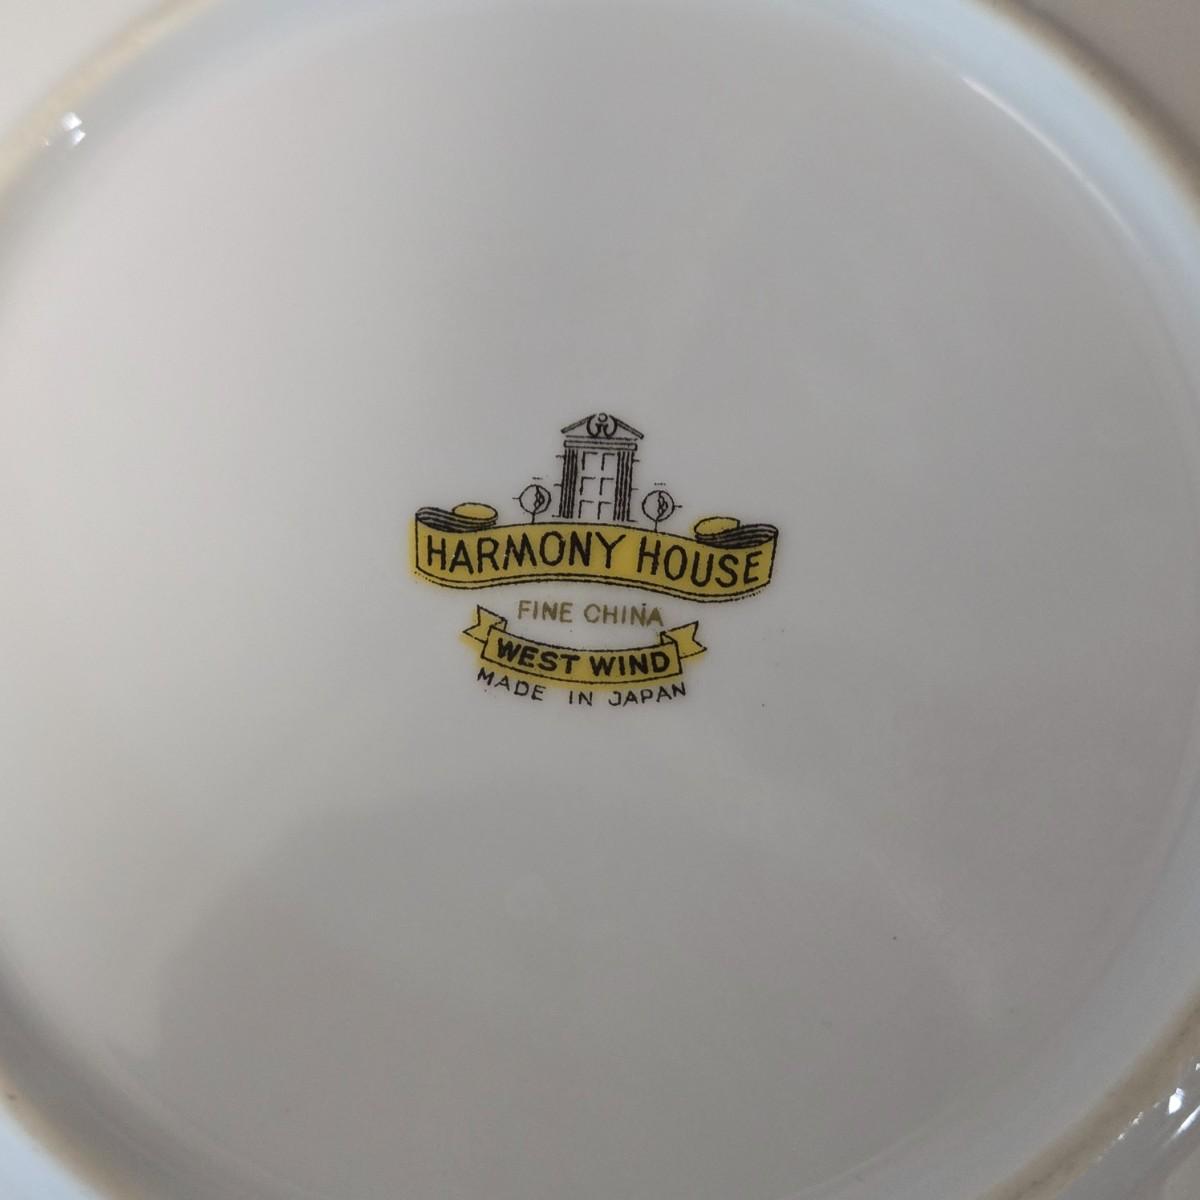 HARMONY HOUSE
FINE CHINA
WEST WIND
MADE IN JAPAN